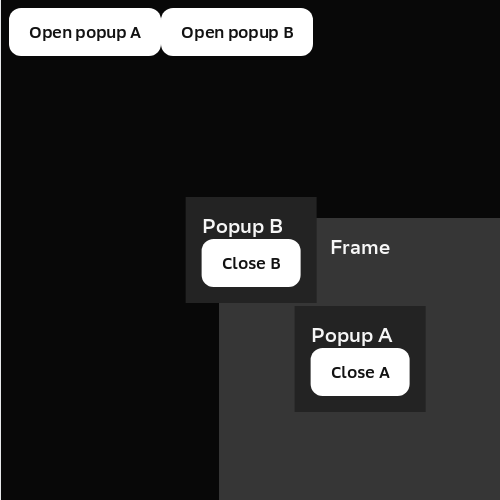 Open popup A
Open popup B
Popup B
Close B
Frame
Popup A
Close A